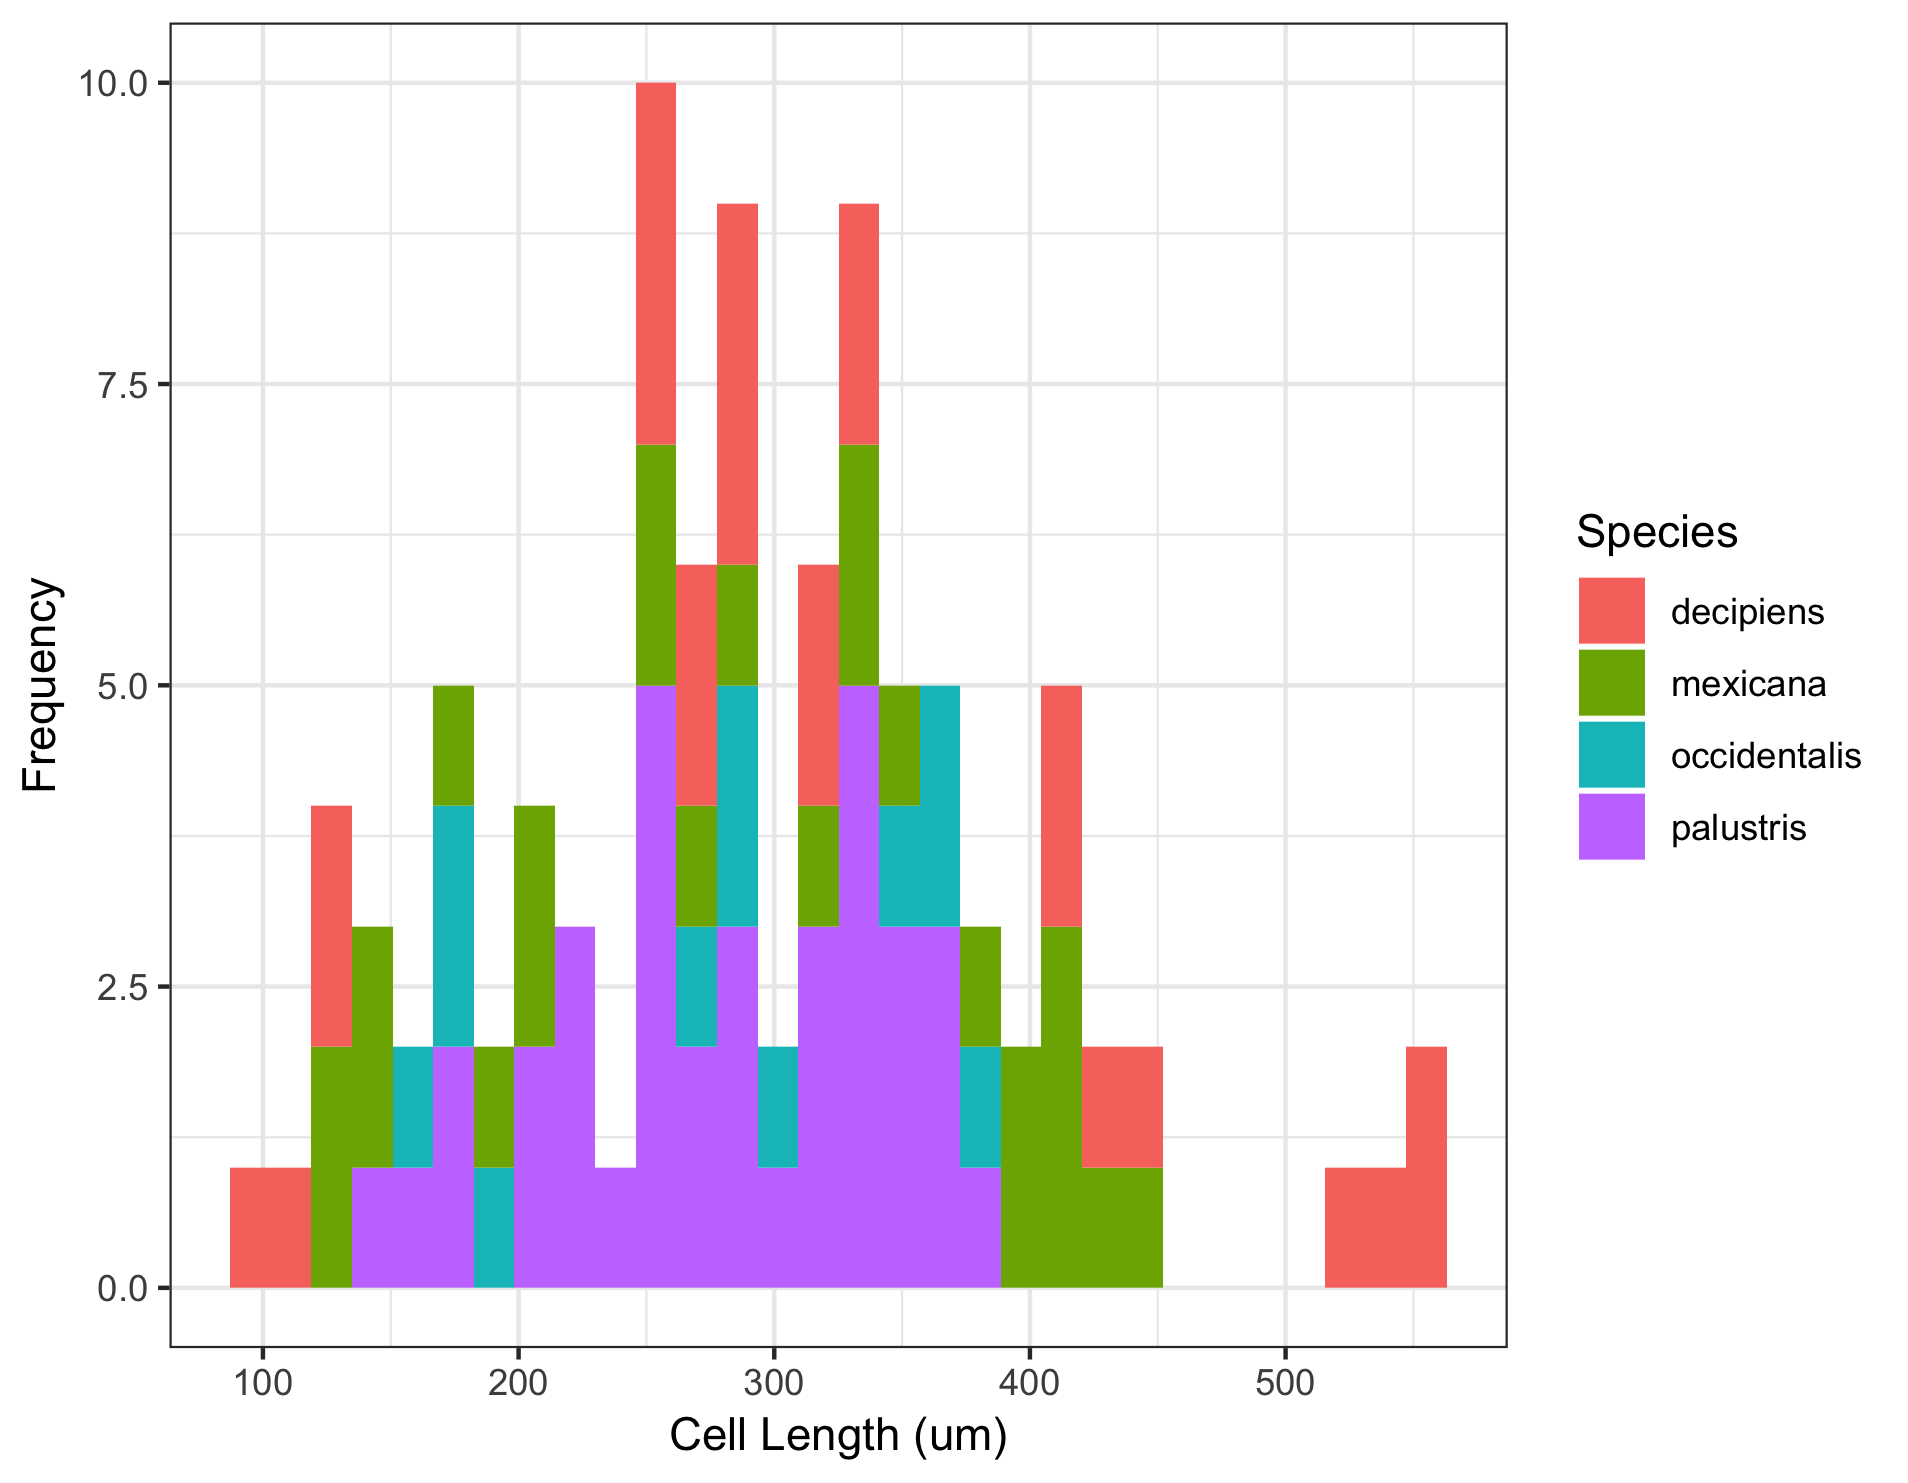 10.0
7.5
5.0
2.5
0.0
Frequency
100 200 300 400 500
Cell Length (um)
Species
decipiens
mexicana
occidentalis
palustris